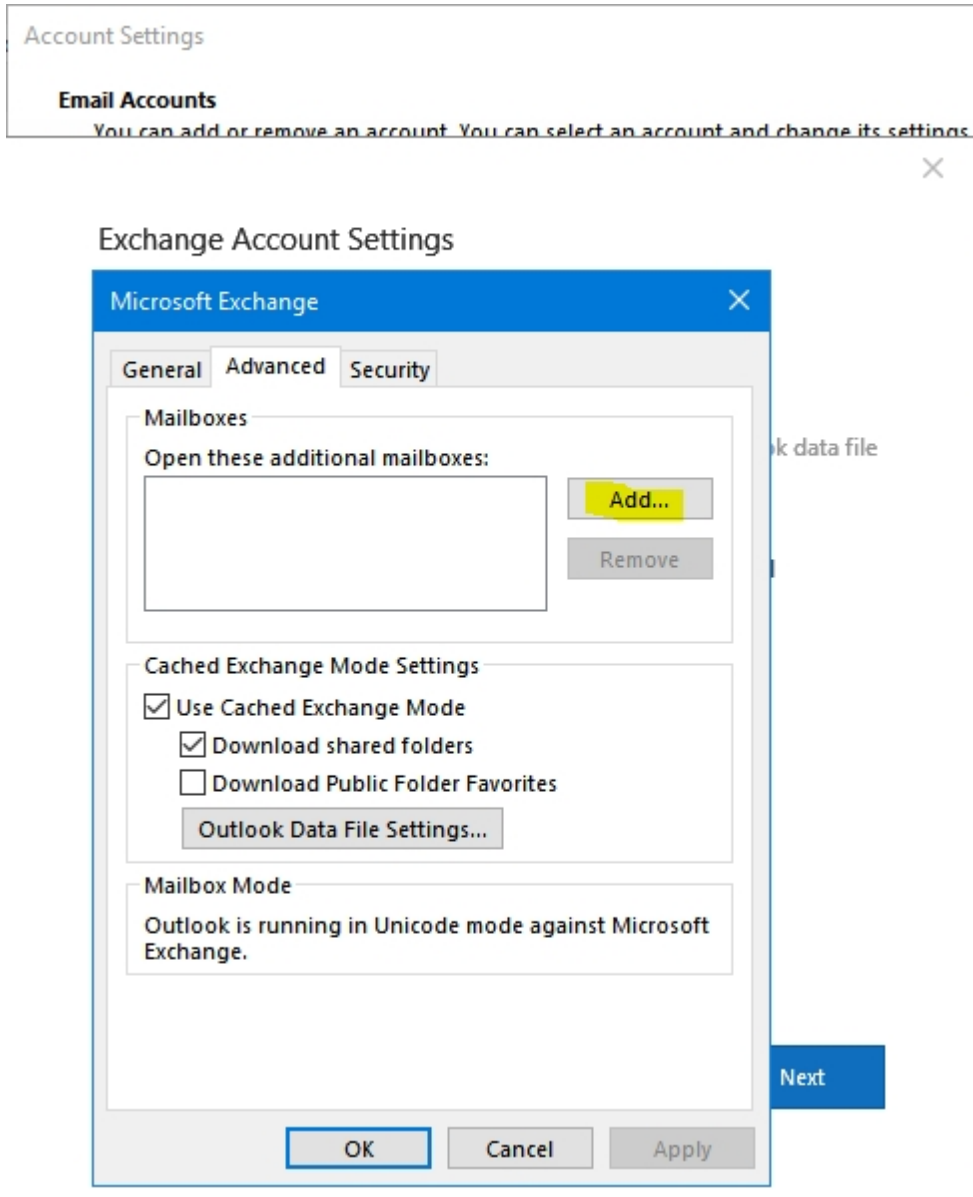 Account Settings
Email Accounts
You can add or remove an account. You can select an account and change its settings.
Exchange Account Settings
Microsoft Exchange
General Advanced Security
Mailboxes
Open these additional mailboxes:
k data file
Add...
Remove
Cached Exchange Mode Settings
Use Cached Exchange Mode
Download shared folders
Download Public Folder Favorites
Outlook Data File Settings...
Mailbox Mode
Outlook is running in Unicode mode against Microsoft
Exchange.
Next
OK Cancel Apply